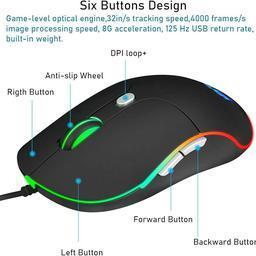 Six Buttons Design
Game-level optical engine,32in/s tracking speed,4000 frames/s
image processing speed, 8G acceleration, 125 Hz USB return rate,
built-in weight.
DPI loop+
Anti-slip Wheel
Rigth Button
Forward Button
Backward Button
Left Button